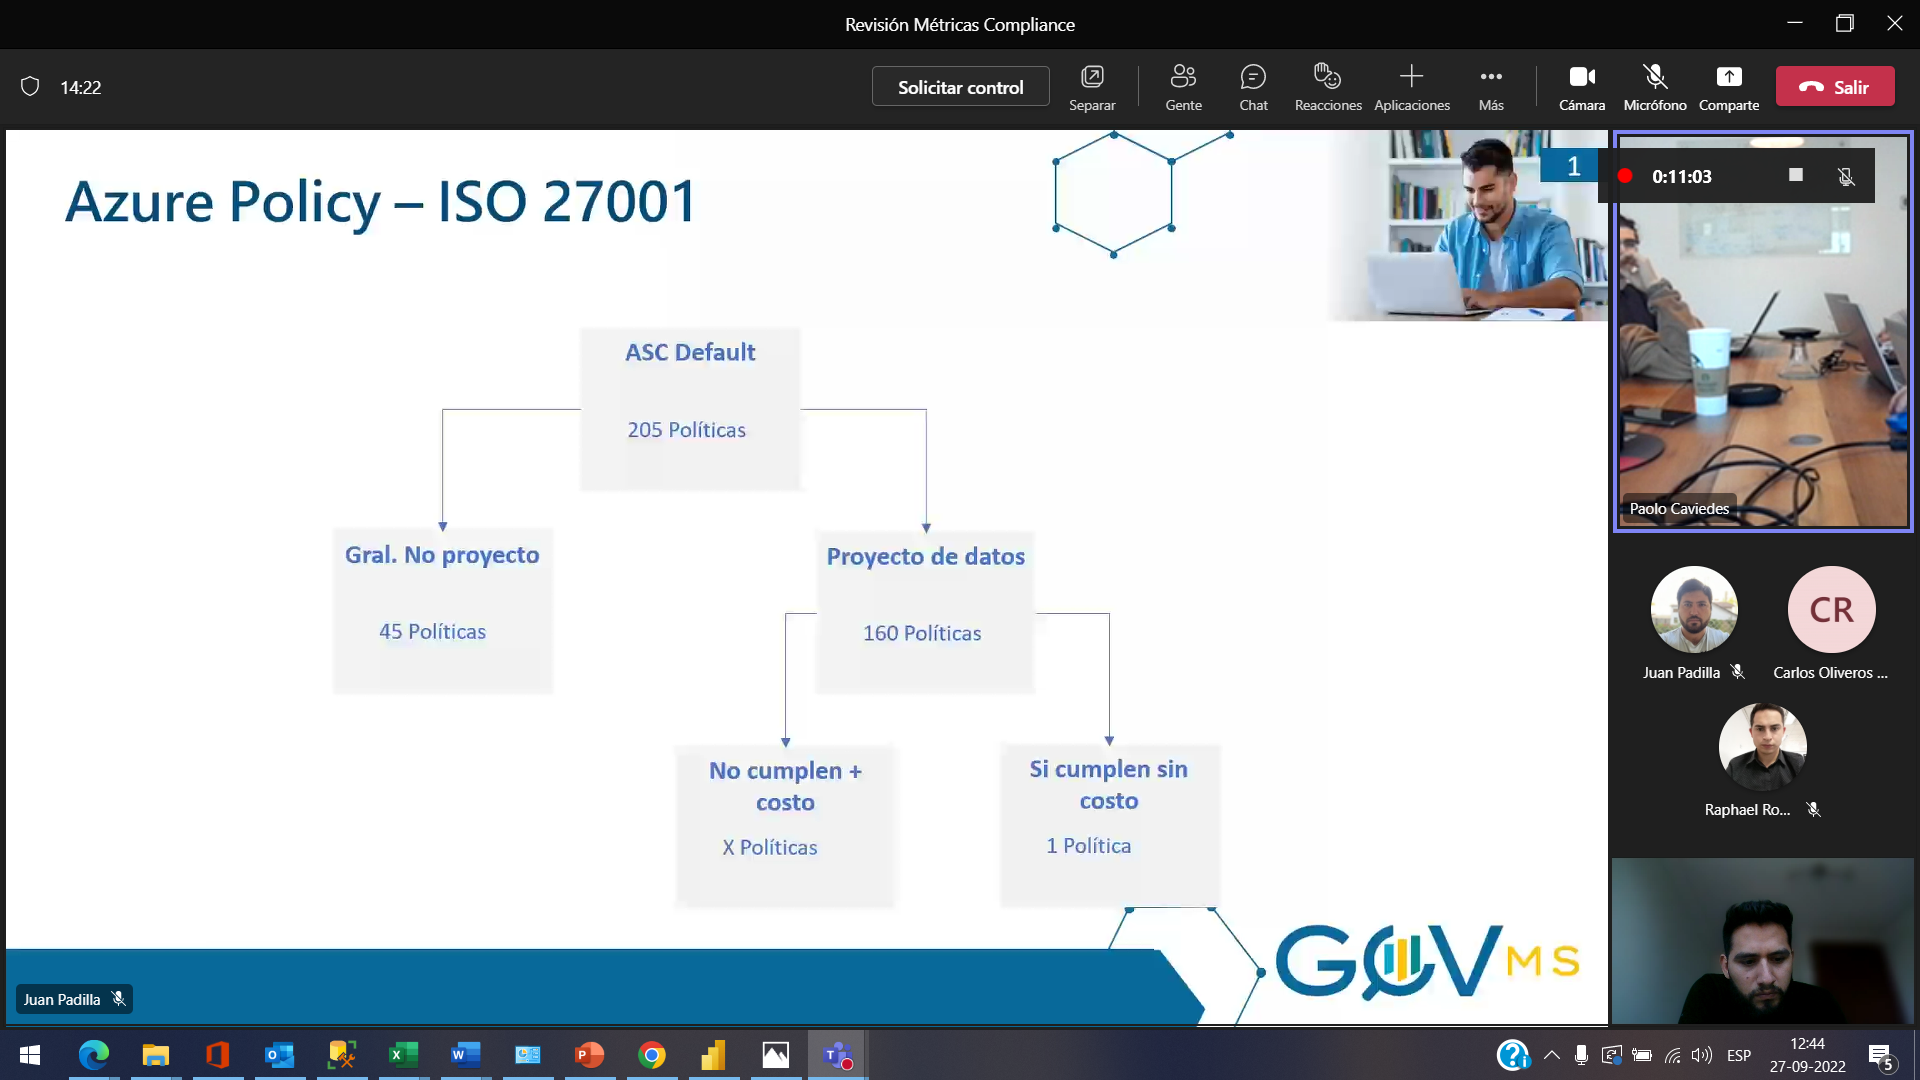 Revisión Métricas Compliance
14:22
Solicitar control
Separar
Gente
Chat
Reacciones
Aplicaciones
Más
Cámara
Micrófono
Comparte
Salir
Azure Policy – ISO 27001
1
0:11:03
ASC Default
205 Políticas
Gral. No proyecto
45 Políticas
Proyecto de datos
160 Políticas
No cumplen +
costo
X Políticas
Si cumplen sin
costo
1 Política
GOV MS
Juan Padilla
Paolo Caviedes
CR
Juan Padilla
Carlos Oliveros ...
Raphael Ro...
ESP
12:44
27-09-2022
5